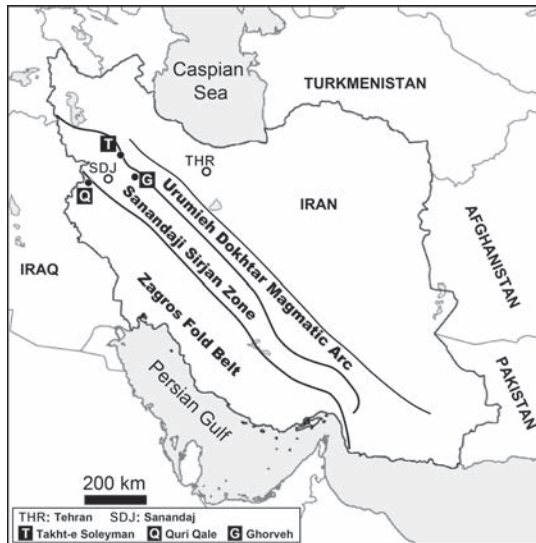 Caspian
Sea
TURKMENISTAN
T
THR
SDJ
G
Q
IRAN
Urumieh Dokhtar Magmatic Arc
Sanandaji Sirjan Zone
AFGHANISTAN
IRAQ
Zagros Fold Belt
PAKISTAN
Persian Gulf
200 km
THR: Tehran SDJ: Sanandaj
T Takht-e Soleyman Q Quri Qale G Ghorveh